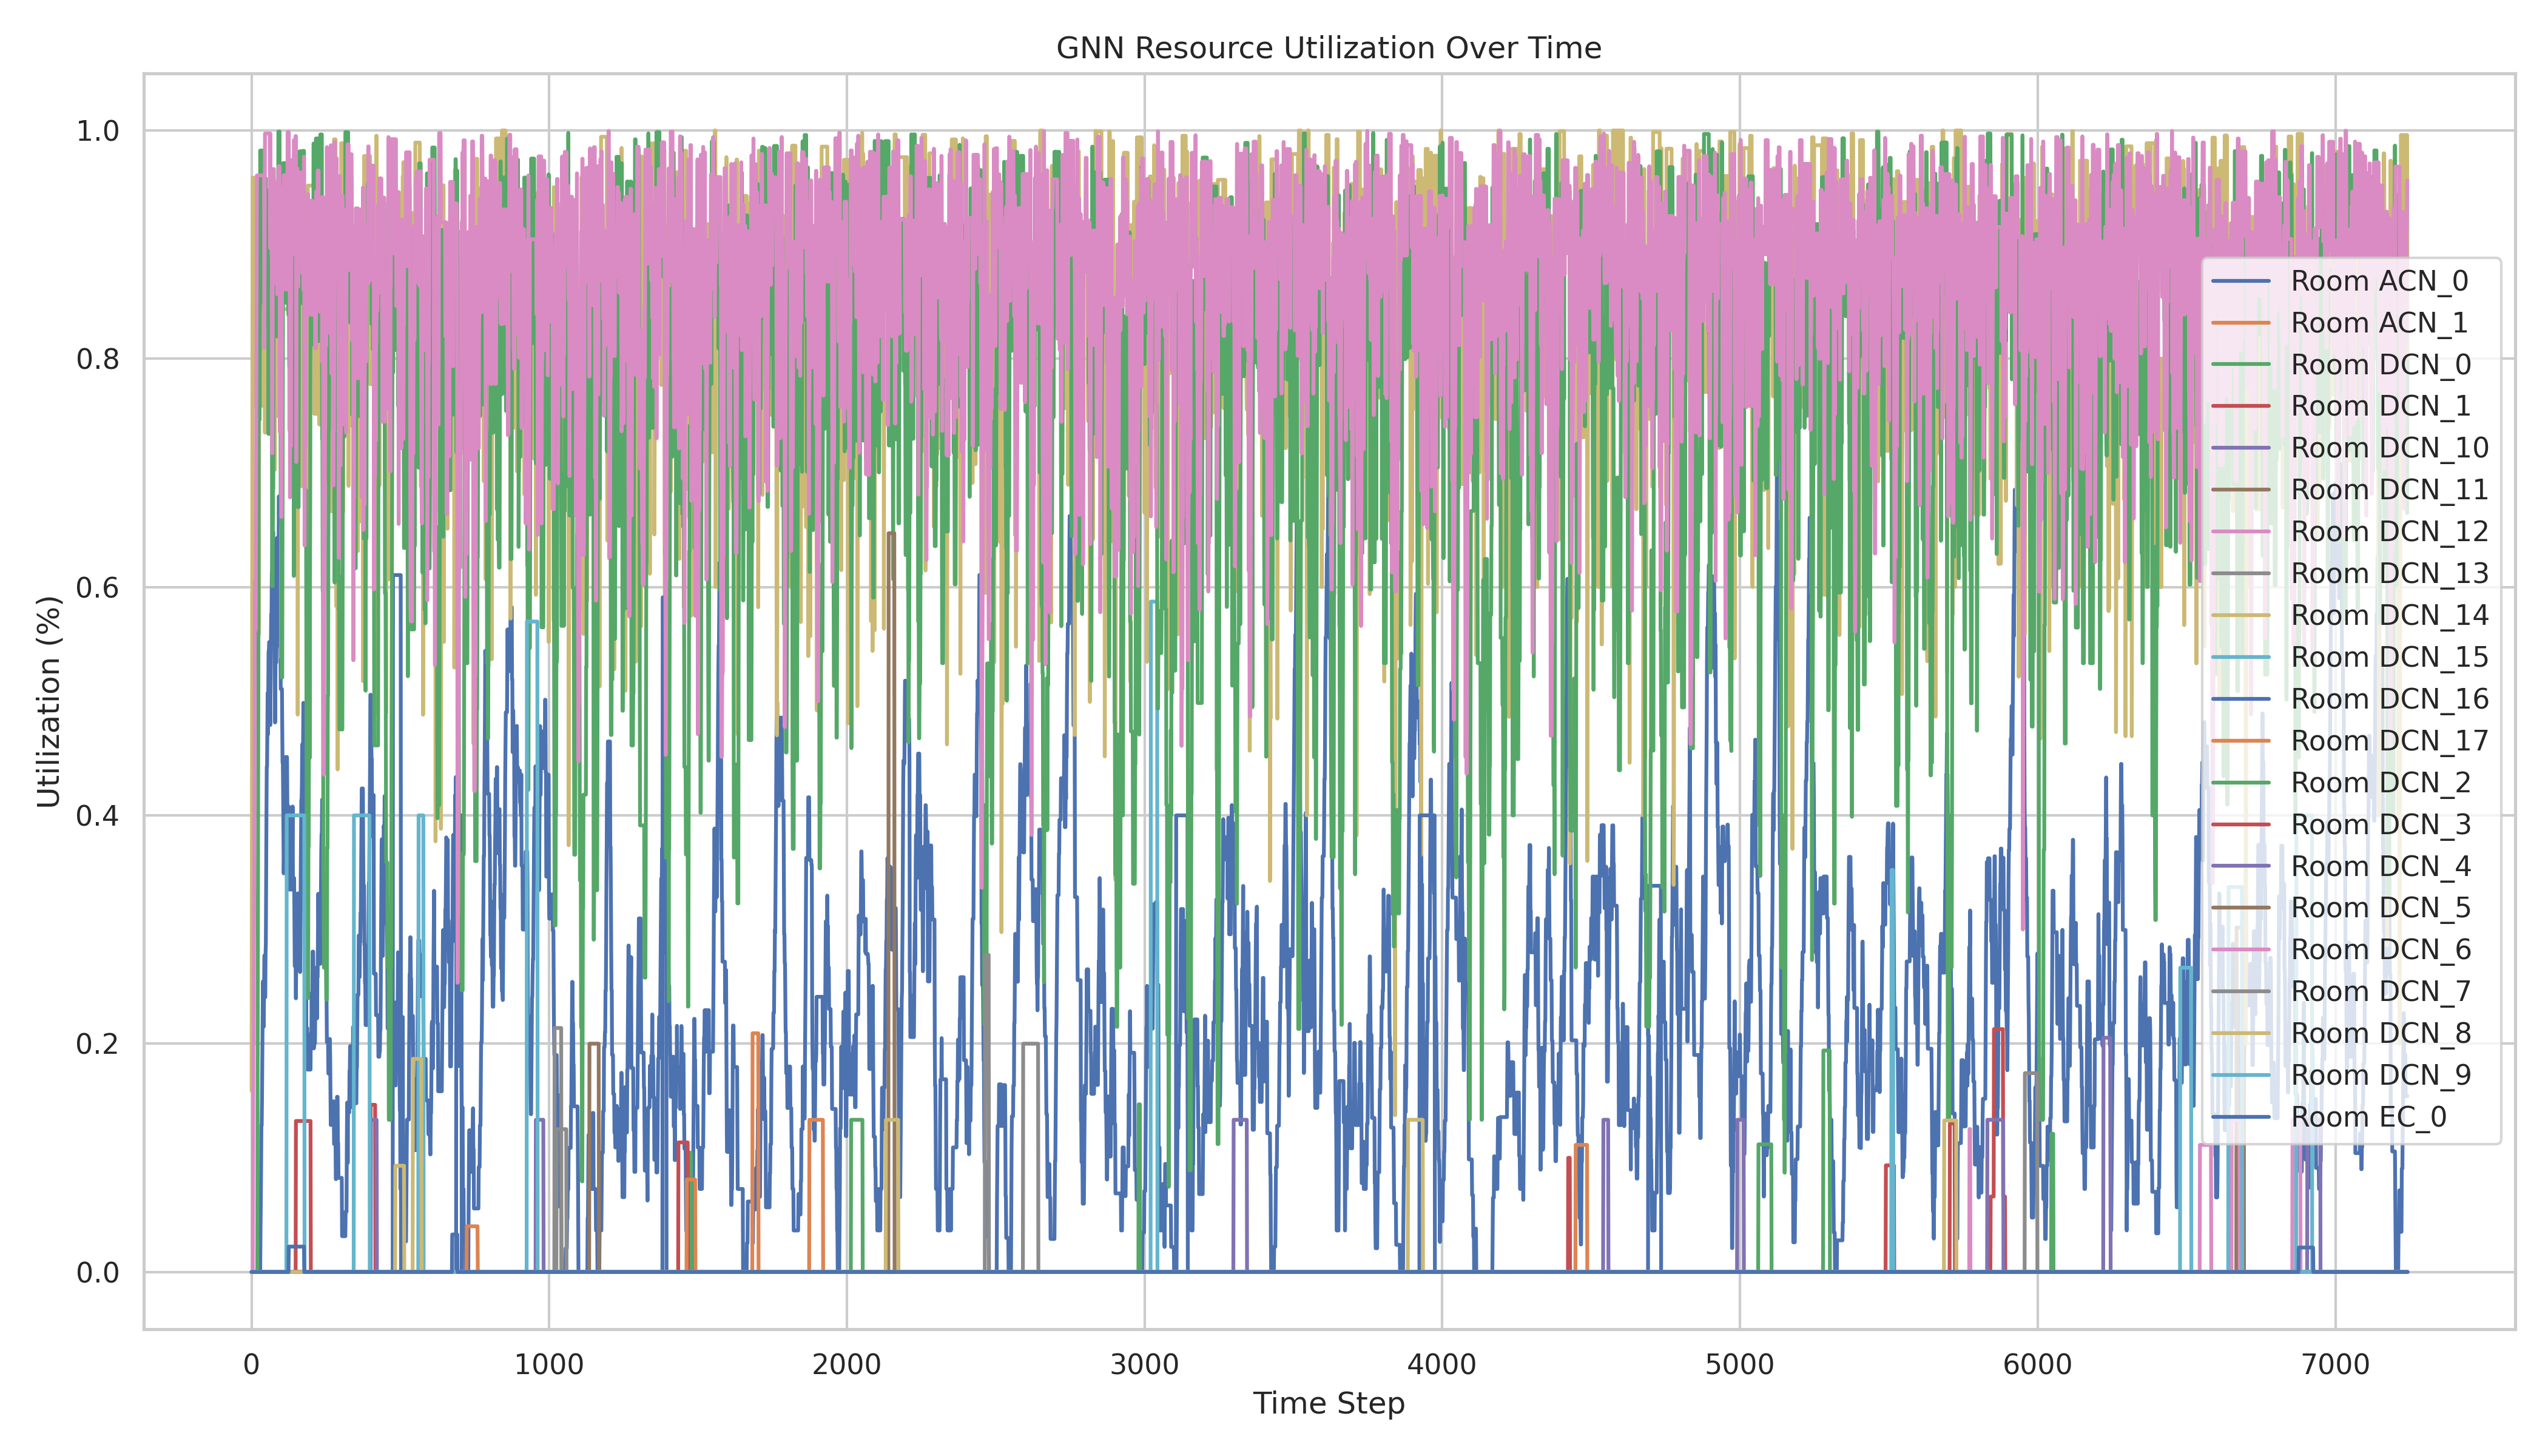 GNN Resource Utilization Over Time
1.0
0.8
0.6
0.4
0.2
0.0
Utilization (%)
0 1000 2000 3000 4000 5000 6000 7000
Time Step
Room ACN_0
Room ACN_1
Room DCN_0
Room DCN_1
Room DCN_10
Room DCN_11
Room DCN_12
Room DCN_13
Room DCN_14
Room DCN_15
Room DCN_16
Room DCN_17
Room DCN_2
Room DCN_3
Room DCN_4
Room DCN_5
Room DCN_6
Room DCN_7
Room DCN_8
Room DCN_9
Room EC_0